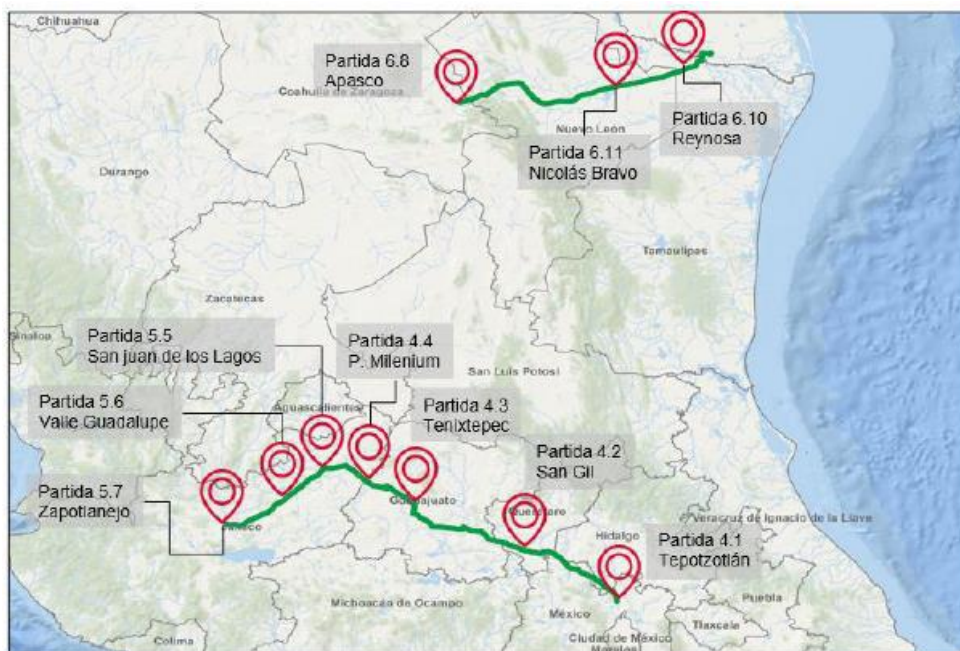 Chihuahua
Partida 6.8
Apasco
Coahuila de Zaragoza
Partida 6.10
Reynosa
Nuevo León
Partida 6.11
Nicolás Bravo
Durango
Tamaulipas
Zacatecas
Sinaloa
Partida 5.5
San juan de los Lagos
Partida 4.4
P. Milenium
San Luis Potosí
Partida 5.6
Valle Guadalupe
Aguascalientes
Partida 4.3
Tenixtepec
Partida 4.2
San Gil
Partida 5.7
Zapotlanejo
Jalisco
Guanajuato
Querétaro
Veracruz de Ignacio de la Llave
Hidalgo
Partida 4.1
Tepotzotlán
Michoacán de Ocampo
México
Puebla
Tlaxcala
Colima
Ciudad de México
Morelos